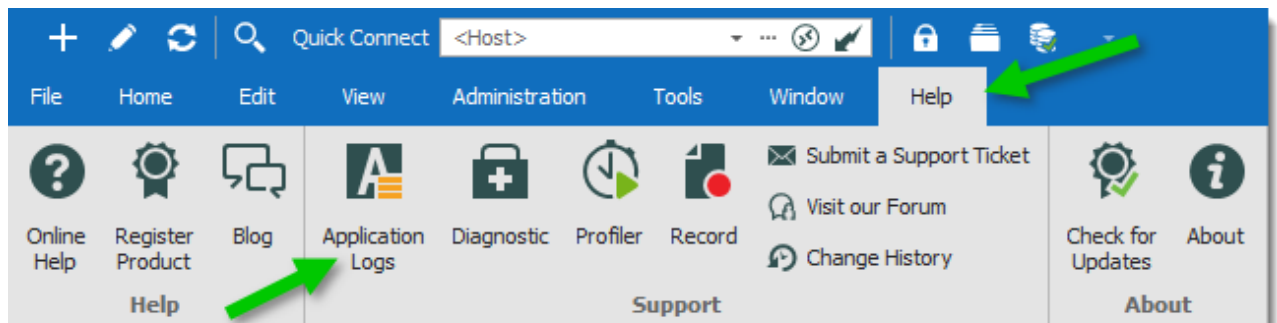 Quick Connect <Host>
File Home Edit View Administration Tools Window Help
Submit a Support Ticket
Visit our Forum
Change History
Online Help
Register Product
Blog
Application Logs
Diagnostic
Profiler
Record
Check for Updates
About
Help Support About